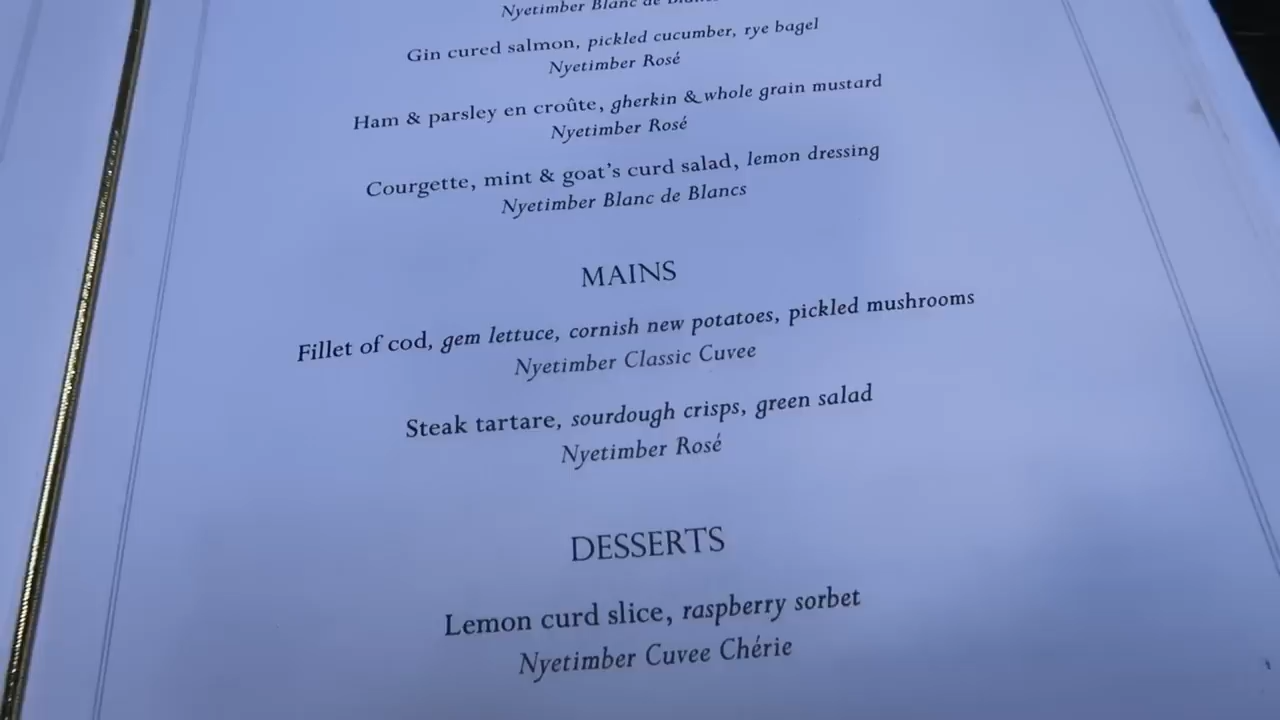 Nyetimber Blanc de
Gin cured salmon, pickled cucumber, rye bagel
Nyetimber Rosé
Ham & parsley en croûte, gherkin & whole grain mustard
Nyetimber Rosé
Courgette, mint & goat's curd salad, lemon dressing
Nyetimber Blanc de Blancs
MAINS
Fillet of cod, gem lettuce, cornish new potatoes, pickled mushrooms
Nyetimber Classic Cuvee
Steak tartare, sourdough crisps, green salad
Nyetimber Rosé
DESSERTS
Lemon curd slice, raspberry sorbet
Nyetimber Cuvee Chérie